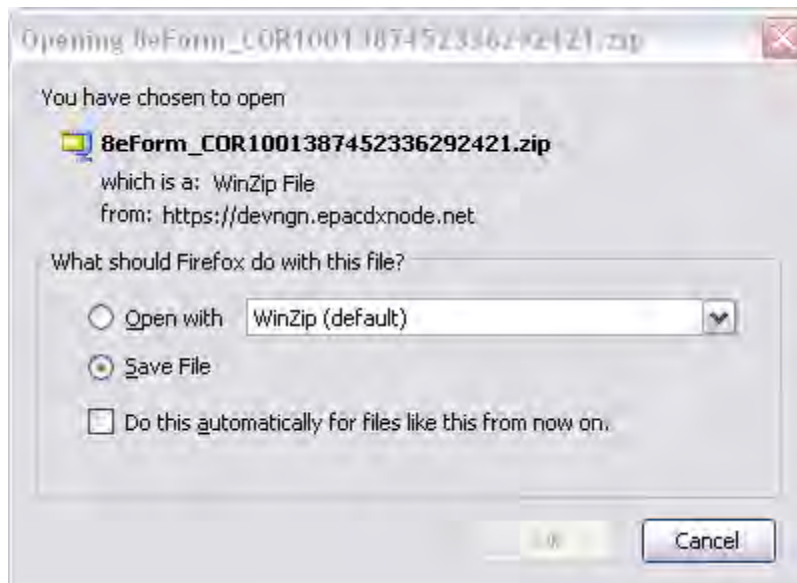 Opening 8eForm_COR1001387452336292421.zip
You have chosen to open
8eForm_COR1001387452336292421.zip
which is a: WinZip File
from: https://devngn.epacdxnode.net
What should Firefox do with this file?
Open with WinZip (default)
Save File
Do this automatically for files like this from now on.
Cancel